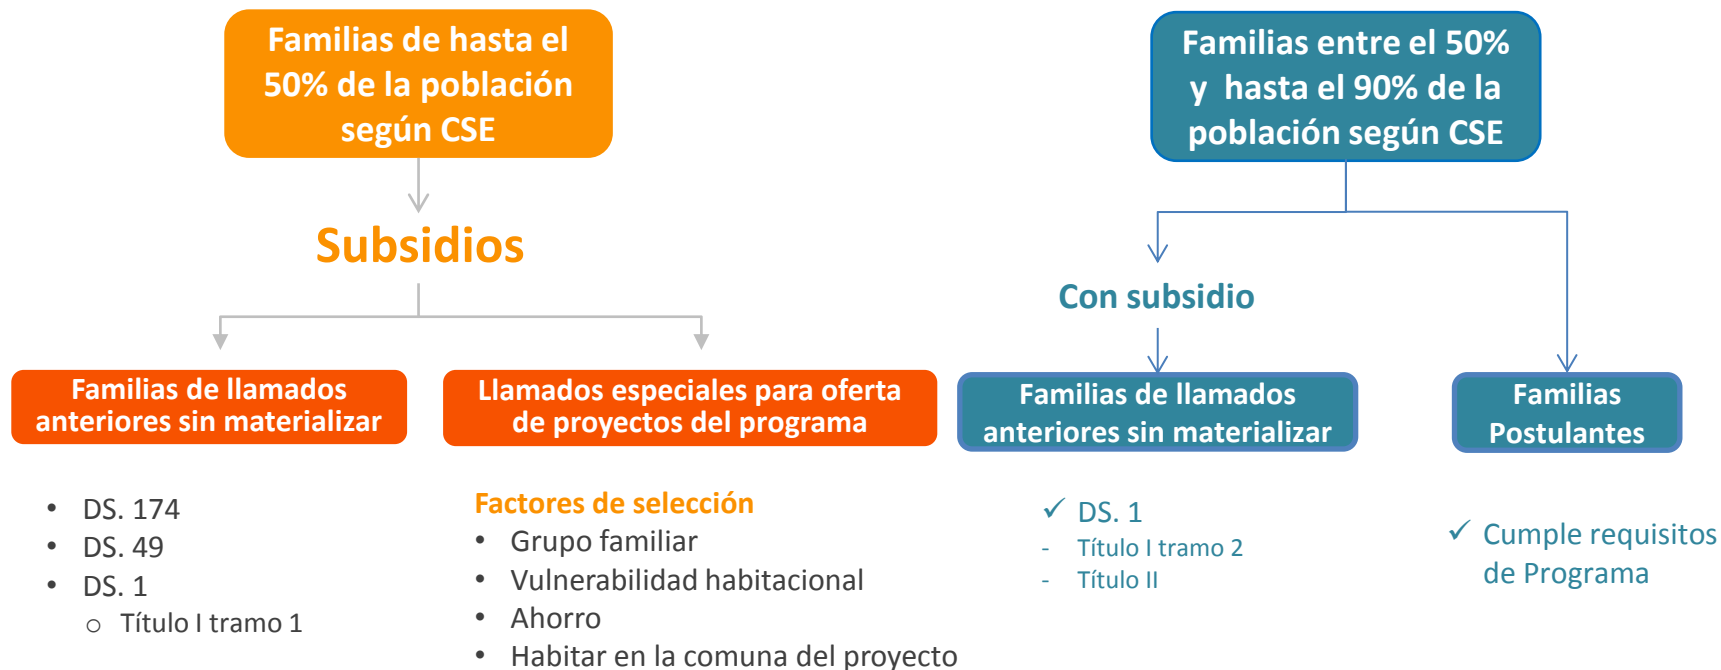 Familias de hasta el
50% de la población
según CSE
Subsidios
Familias de llamados
anteriores sin materializar
• DS. 174
• DS. 49
• DS. 1
o Título I tramo 1
Llamados especiales para oferta
de proyectos del programa
Factores de selección
• Grupo familiar
• Vulnerabilidad habitacional
• Ahorro
• Habitar en la comuna del proyecto
Familias entre el 50%
y hasta el 90% de la
población según CSE
Con subsidio
Familias de llamados
anteriores sin materializar
✓ DS. 1
- Título I tramo 2
- Título II
Familias
Postulantes
✓ Cumple requisitos
de Programa